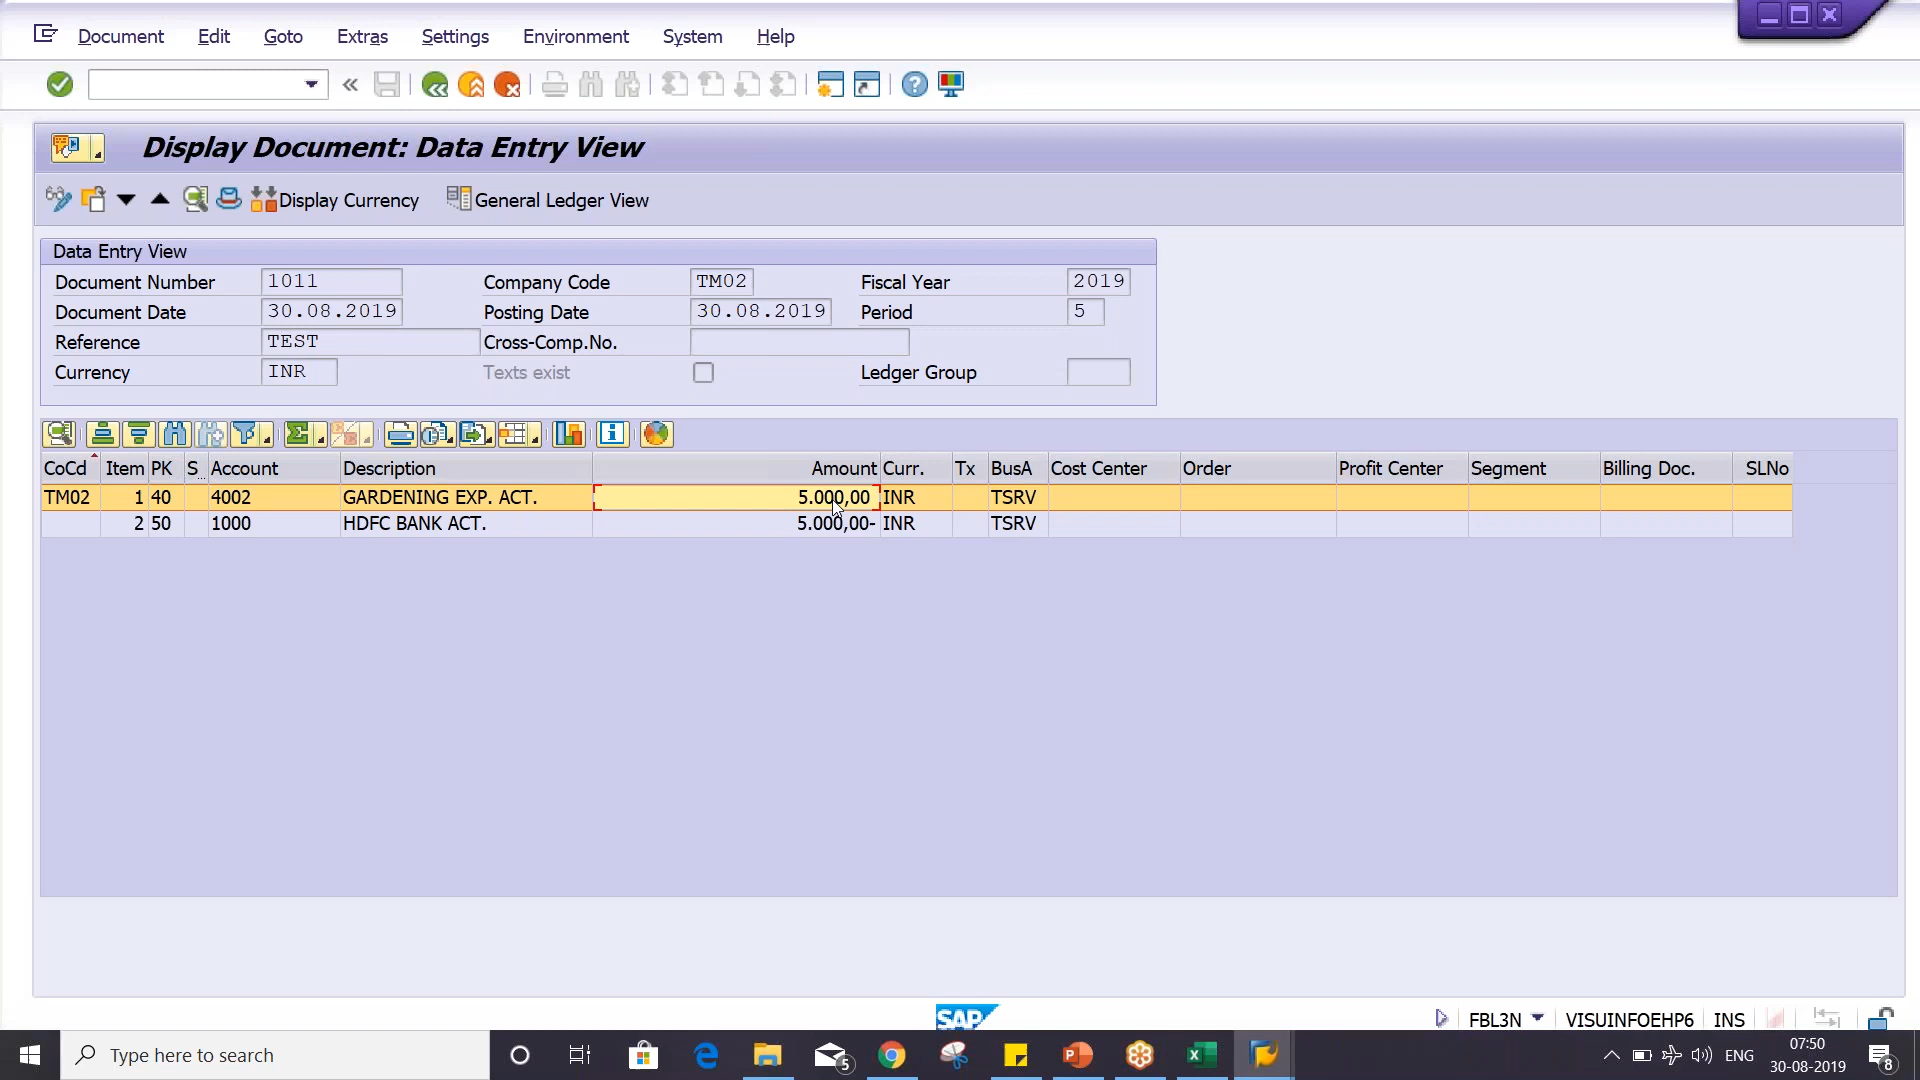 Document Edit Goto Extras Settings Environment System Help
Display Document: Data Entry View
Display Currency General Ledger View
Data Entry View
Document Number 1011 Company Code TM02 Fiscal Year 2019
Document Date 30.08.2019 Posting Date 30.08.2019 Period 5
Reference TEST Cross-Comp.No.
Currency INR Texts exist Ledger Group
CoCd Item PK S.. Account Description Amount Curr. Tx BusA Cost Center Order Profit Center Segment Billing Doc. SLNo
TM02 1 40 4002 GARDENING EXP. ACT. 5.000,00 INR TSRV
2 50 1000 HDFC BANK ACT. 5.000,00- INR TSRV
SAP FBL3N VISUINFOEHP6 INS
Type here to search 5 ENG 07:50
30-08-2019 8